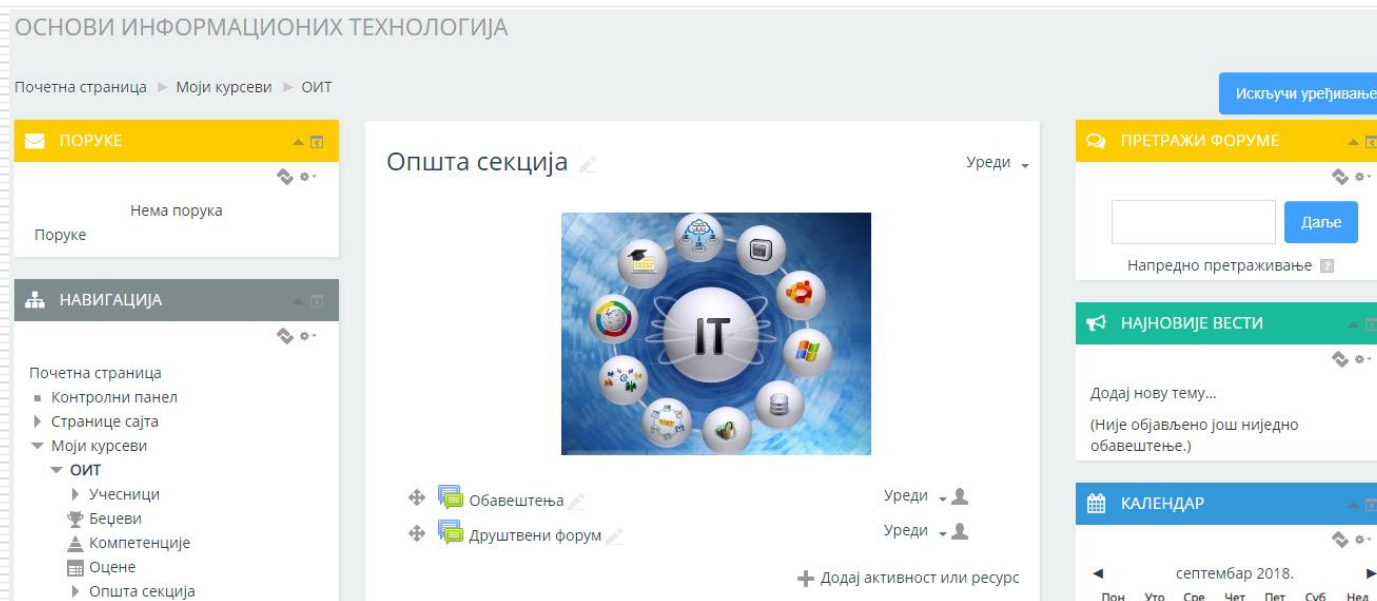 ОСНОВИ ИНФОРМАЦИОНИХ ТЕХНОЛОГИЈА
Почетна страница ▶ Моји курсеви ▶ ОИТ
Искључи уређивање
ПОРУКЕ
Нема порука
Поруке
НАВИГАЦИЈА
Почетна страница
Контролни панел
Странице сајта
Моји курсеви
ОИТ
Учесници
Беџеви
Компетенције
Оцене
Општа секција
Општа секција
Уреди
IT
Обавештења
Уреди
Друштвени форум
Уреди
Додај активност или ресурс
ПРЕТРАЖИ ФОРУМЕ
Даље
Напредно претраживање
НАЈНОВИЈЕ ВЕСТИ
Додај нову тему...
(Није објављено још ниједно
обавештење.)
КАЛЕНДАР
септембар 2018.
Пон Уто Сре Чет Пет Суб Нед